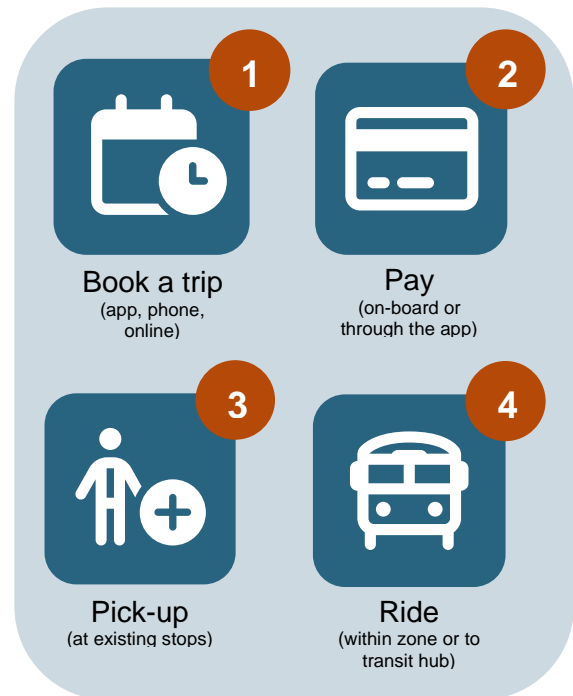 1
Book a trip
(app, phone,
online)
2
Pay
(on-board or
through the app)
3
Pick-up
(at existing stops)
4
Ride
(within zone or to
transit hub)